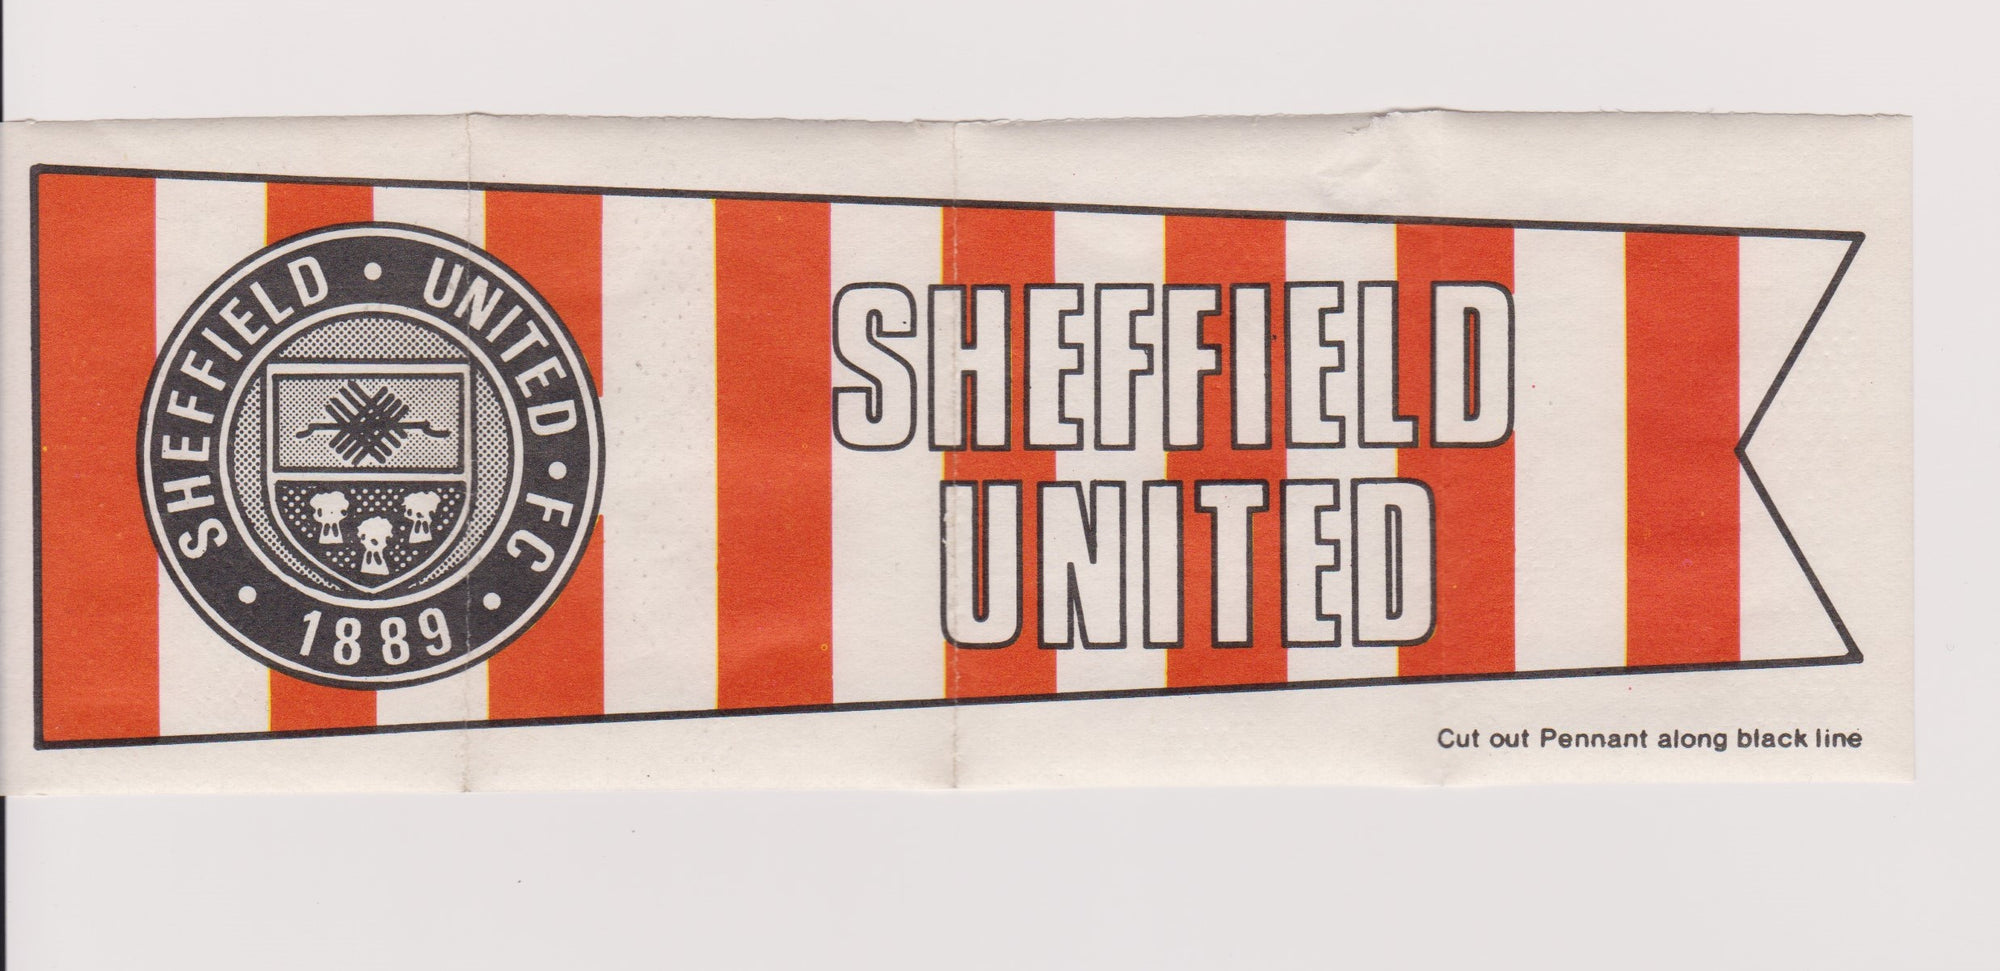 SHEFFIELD • UNITED • FC
• 1889 •
SHEFFIELD
UNITED
Cut out Pennant along black line